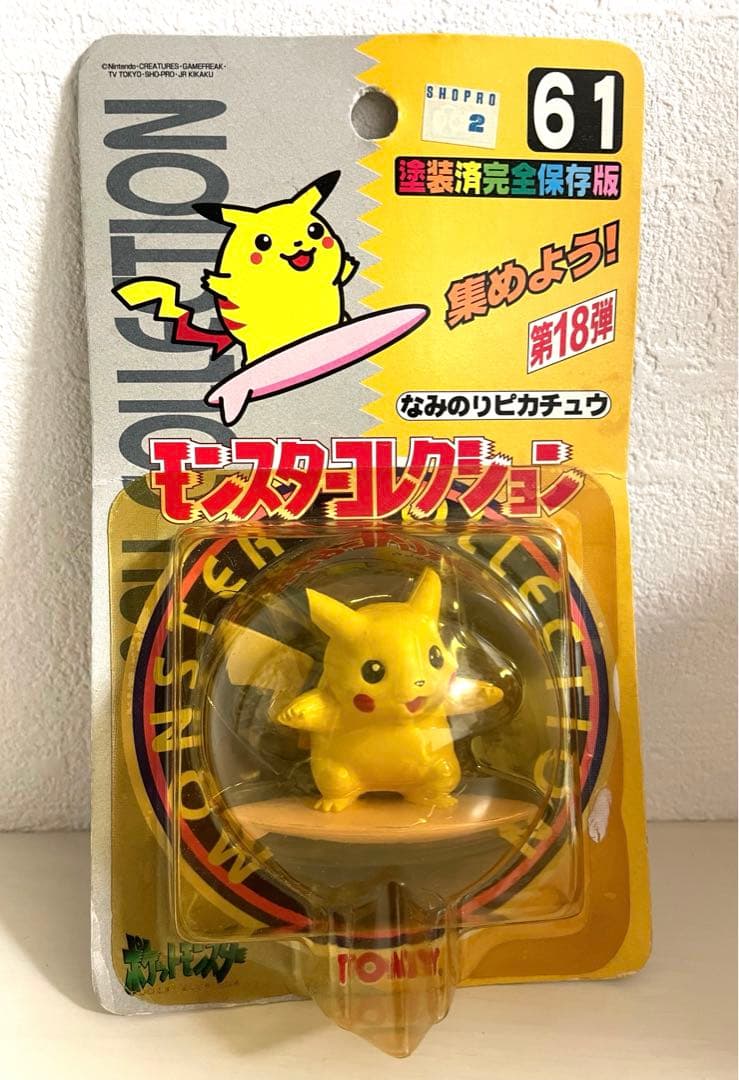 ©Nintendo・CREATURES・GAMEFREAK・
TV TOKYO・SHO-PRO・JR KIKAKU
SHOPRO
2
61
塗装済完全保存版
集めよう!
第18弾
なみのりピカチュウ
モンスターコレクション
COLLECTION
MONSTER COLLECTION
TOMY
ポケットモンスター